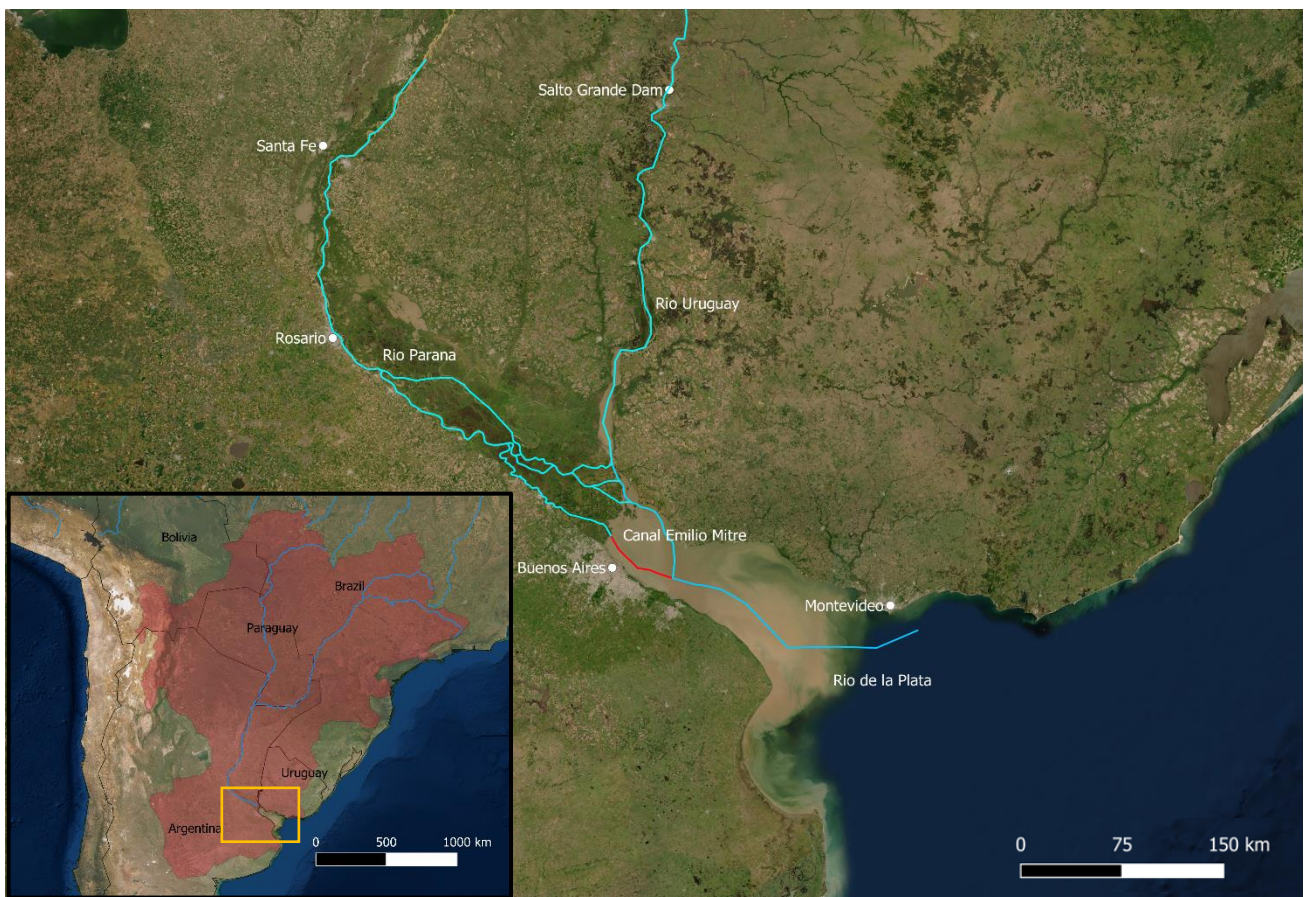 Salto Grande Dam
Santa Fe
Rio Uruguay
Rosario
Rio Parana
Canal Emilio Mitre
Buenos Aires
Montevideo
Rio de la Plata
0 75 150 km
Bolivia
Brazil
Paraguay
Uruguay
Argentina
0 500 1000 km